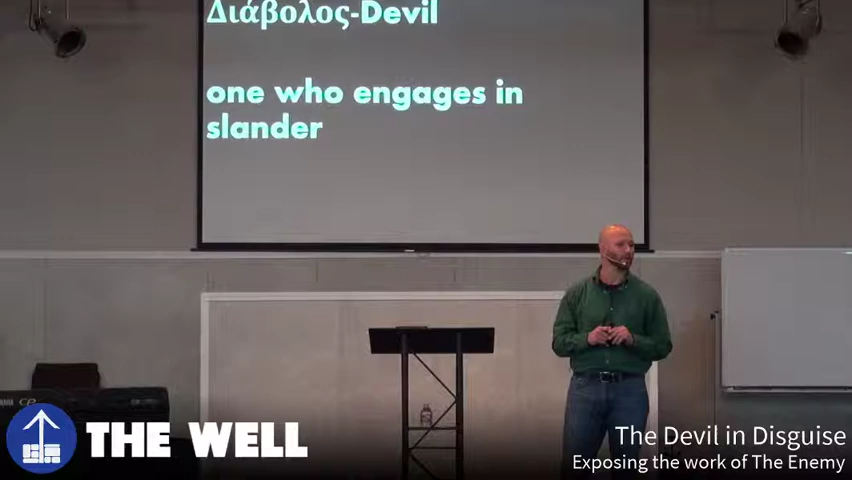 Διάβολος-Devil
one who engages in
slander
THE WELL
The Devil in Disguise
Exposing the work of The Enemy